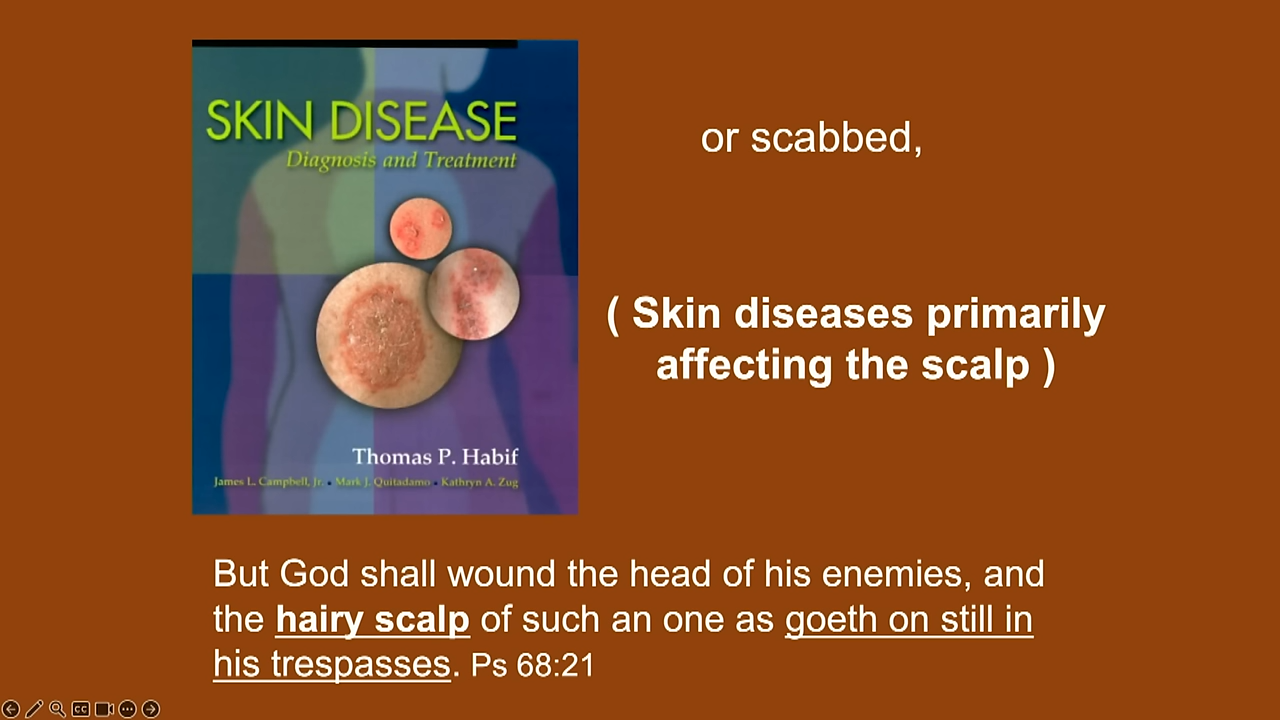 SKIN DISEASE
Diagnosis and Treatment
Thomas P. Habif
James L. Campbell, Jr. • Mark J. Quitadamo • Kathryn A. Zug
or scabbed,
( Skin diseases primarily
affecting the scalp )
But God shall wound the head of his enemies, and
the hairy scalp of such an one as goeth on still in
his trespasses. Ps 68:21
CC